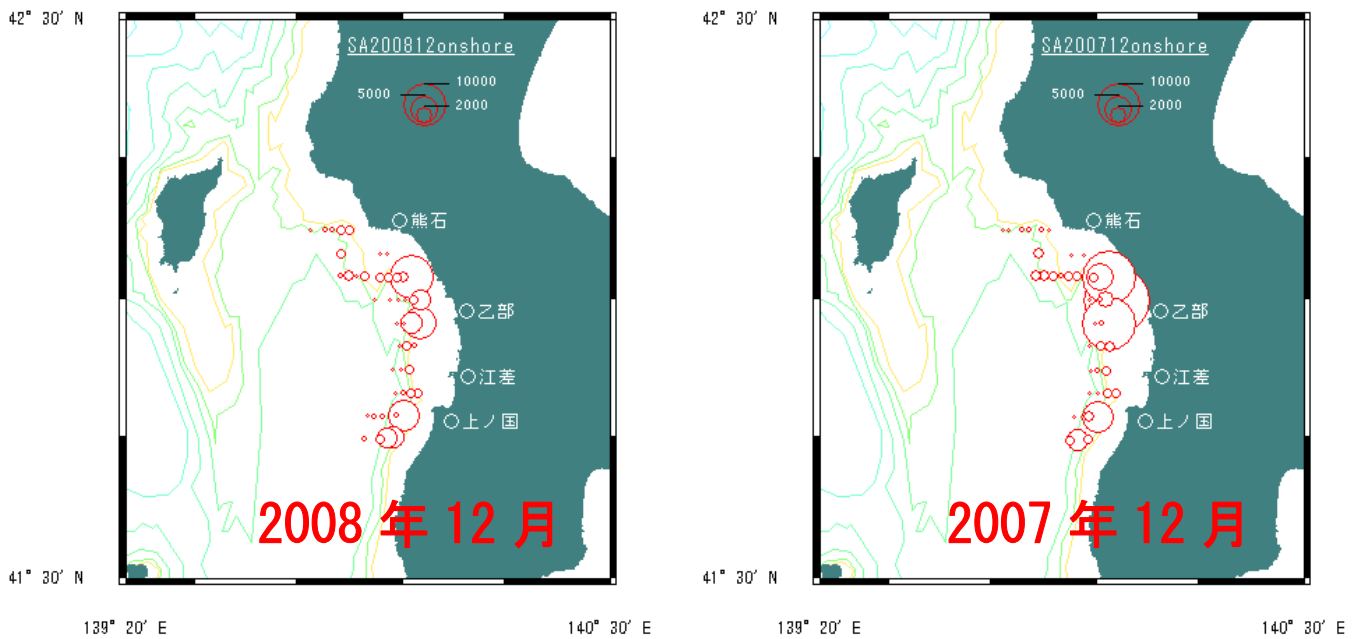 42° 30′ N
SA200812onshore
10000
5000
2000
熊石
乙部
江差
上ノ国
2008 年 12 月
41° 30′ N
139° 20′ E
140° 30′ E
42° 30′ N
SA200712onshore
10000
5000
2000
熊石
乙部
江差
上ノ国
2007 年 12 月
41° 30′ N
139° 20′ E
140° 30′ E